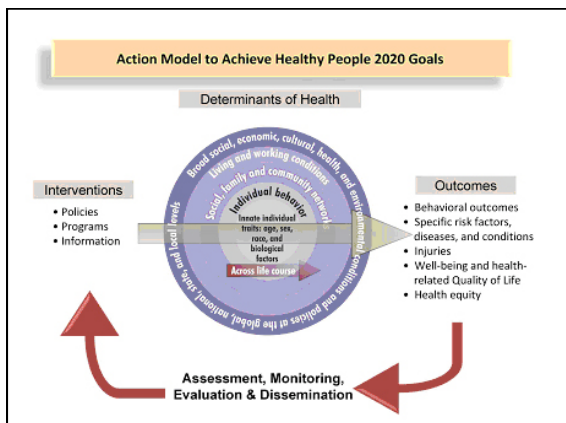 Action Model to Achieve Healthy People 2020 Goals
Determinants of Health
Broad social, economic, cultural, health, and environmental conditions and policies at the global, national, state, and local levels
Living and working conditions
Social, family and community networks
Individual behavior
Innate individual
traits: age, sex,
race, and
biological
factors
Across life course
Interventions
• Policies
• Programs
• Information
Outcomes
• Behavioral outcomes
• Specific risk factors,
diseases, and conditions
• Injuries
• Well-being and health-
related Quality of Life
• Health equity
Assessment, Monitoring,
Evaluation & Dissemination